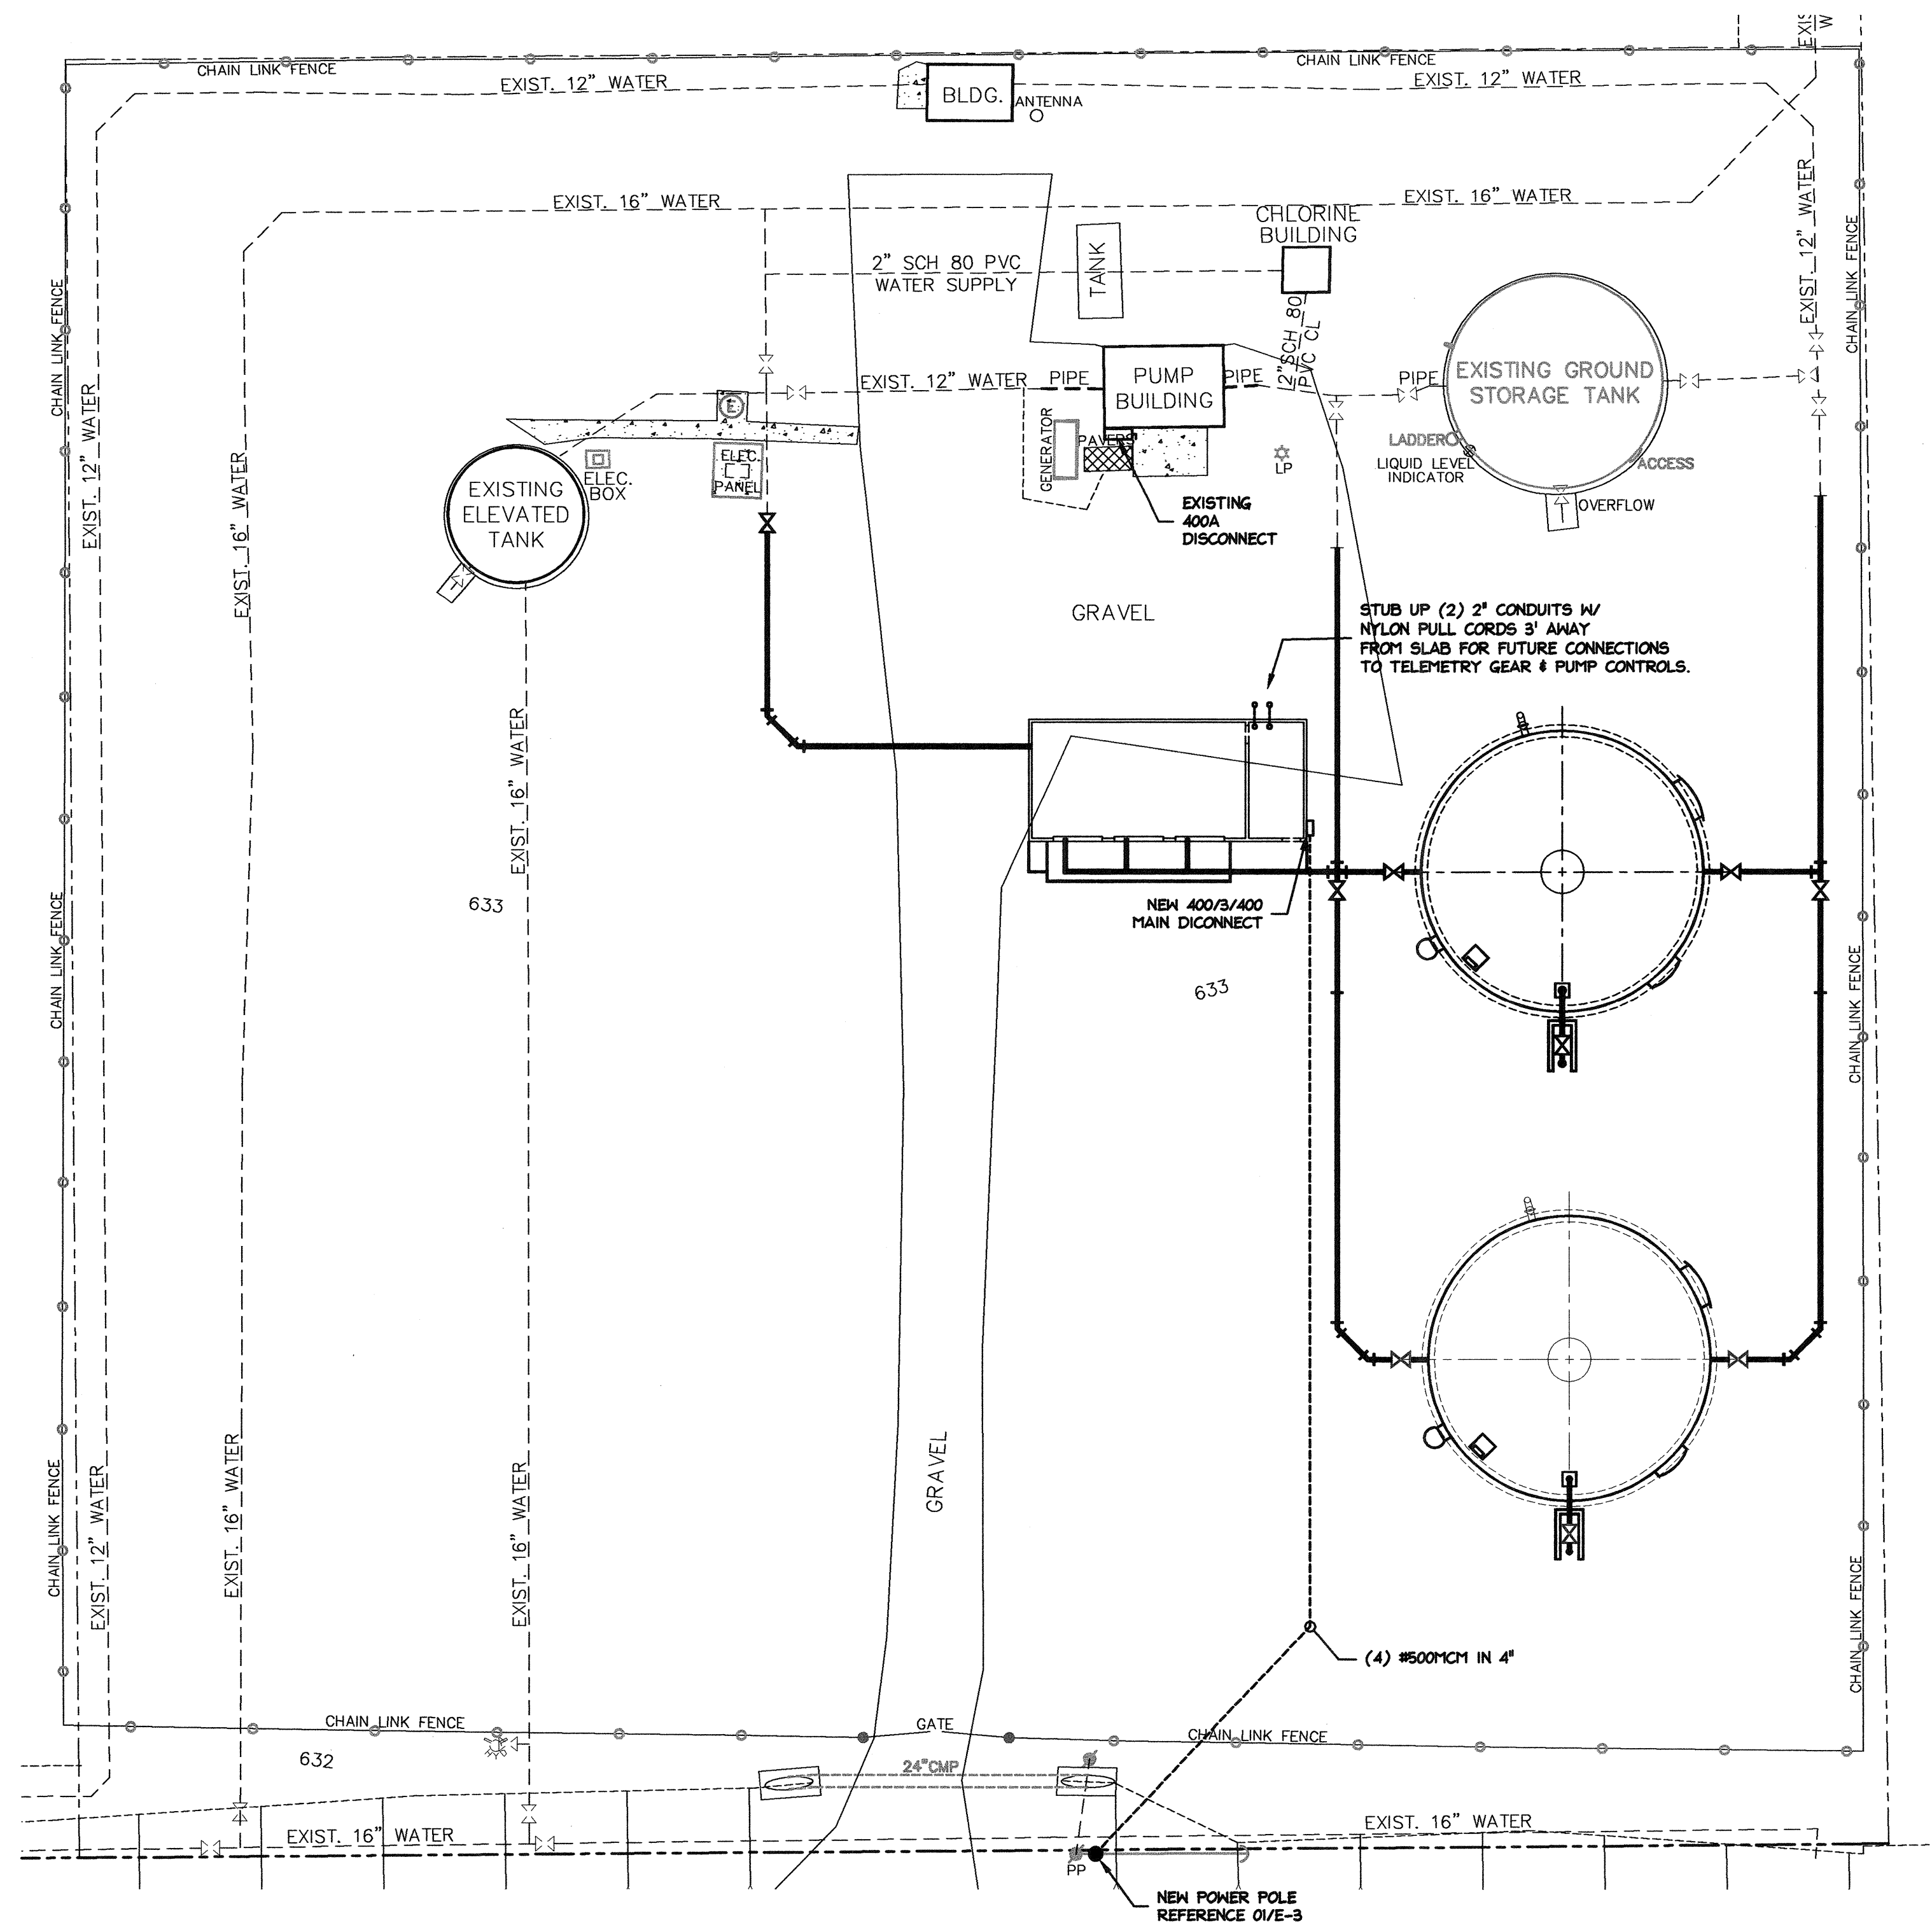 EXIST.
W
CHAIN LINK FENCE
CHAIN LINK FENCE
EXIST. 12" WATER
BLDG.
ANTENNA
EXIST. 12" WATER
EXIST. 16" WATER
EXIST. 16" WATER
EXIST. 12" WATER
CHAIN LINK FENCE
CHLORINE
BUILDING
TANK
2" SCH 80 PVC
WATER SUPPLY
2" SCH 80
PVC CL
CHAIN LINK FENCE
EXIST. 12" WATER
EXIST. 16" WATER
EXIST. 12" WATER
PIPE
PUMP
BUILDING
PIPE
PIPE
EXISTING GROUND
STORAGE TANK
E
GENERATOR
PAVERS
LP
LADDER
LIQUID LEVEL
INDICATOR
ACCESS
OVERFLOW
ELEC.
PANEL
ELEC.
BOX
EXISTING
ELEVATED
TANK
EXISTING
400A
DISCONNECT
GRAVEL
STUB UP (2) 2" CONDUITS W/
NYLON PULL CORDS 3' AWAY
FROM SLAB FOR FUTURE CONNECTIONS
TO TELEMETRY GEAR & PUMP CONTROLS.
EXIST. 16" WATER
633
NEW 400/3/400
MAIN DICONNECT
633
CHAIN LINK FENCE
CHAIN LINK FENCE
GRAVEL
CHAIN LINK FENCE
EXIST. 12" WATER
EXIST. 16" WATER
EXIST. 16" WATER
CHAIN LINK FENCE
(4) #500MCM IN 4"
CHAIN LINK FENCE
GATE
CHAIN LINK FENCE
632
24"CMP
EXIST. 16" WATER
EXIST. 16" WATER
PP
NEW POWER POLE
REFERENCE 01/E-3